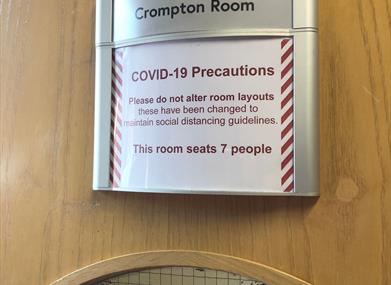 Crompton Room
COVID-19 Precautions
Please do not alter room layouts
these have been changed to
maintain social distancing guidelines.
This room seats 7 people